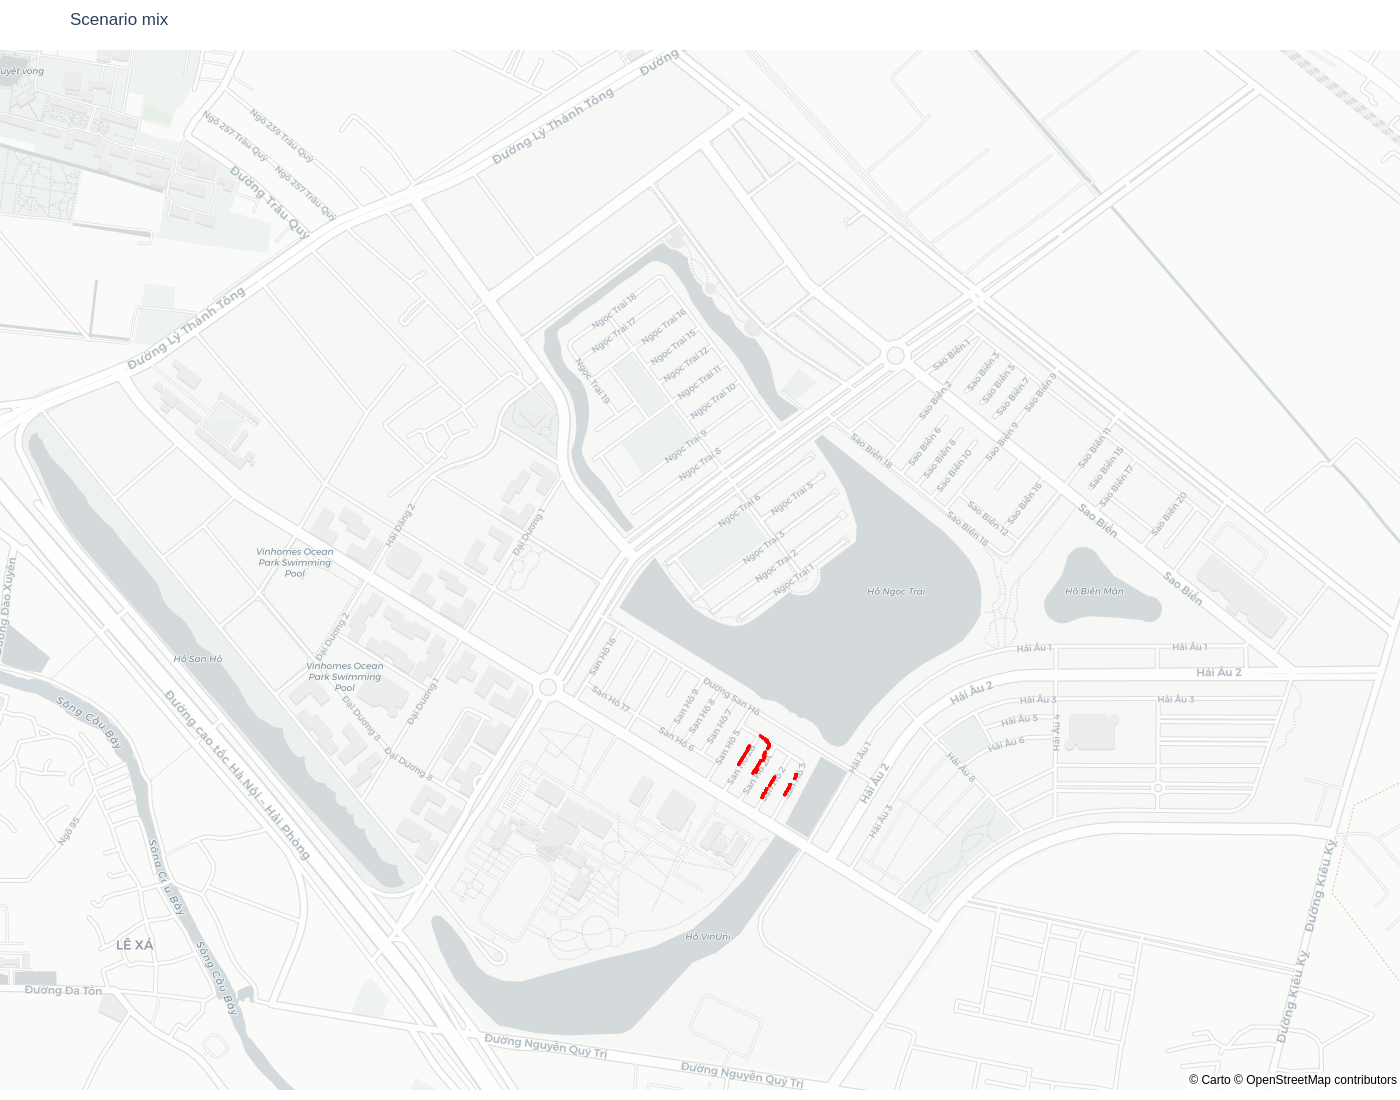 Scenario mix
Đường
Ngõ 239 Trâu Quỳ
Ngõ 257 Trâu Quỳ
Ngõ 257 Trâu Quỳ
Đường Trâu Quỳ
Đường Lý Thánh Tông
Đường Lý Thánh Tông
Ngọc Trai 18
Ngọc Trai 17
Ngọc Trai 16
Ngọc Trai 15
Ngọc Trai 12
Ngọc Trai 11
Ngọc Trai 10
Ngọc Trai 19
Ngọc Trai 9
Ngọc Trai 8
Ngọc Trai 6
Ngọc Trai 5
Ngọc Trai 3
Ngọc Trai 2
Ngọc Trai 1
Sao Biển 1
Sao Biển 3
Sao Biển 5
Sao Biển 7
Sao Biển 9
Sao Biển 2
Sao Biển 9
Sao Biển 6
Sao Biển 8
Sao Biển 10
Sao Biển 18
Sao Biển 11
Sao Biển 15
Sao Biển 17
Sao Biển 20
Sao Biển 16
Sao Biển 12
Sao Biển 18
Sao Biển
Sao Biển
Hải Đăng 2
Đại Dương 1
Vinhomes Ocean
Park Swimming
Pool
Hồ Ngọc Trai
Hồ Biển Mặn
Đại Dương 2
Hồ San Hô
Vinhomes Ocean
Park Swimming
Pool
Đại Dương 1
Đại Dương 8
Đại Dương 8
San Hô 16
San Hô 17
San Hô 9
San Hô 8
San Hô 7
San Hô 5
San Hô 6
Đường San Hô
San Hô 3
Hải Âu 1
Hải Âu 1
Hải Âu 2
Hải Âu 2
Hải Âu 3
Hải Âu 3
Hải Âu 5
Hải Âu 4
Hải Âu 6
Hải Âu 8
Hải Âu 1
Hải Âu 2
Hải Âu 3
Sông Cầu Bây
Đường cao tốc Hà Nội - Hải Phòng
Ngõ 95
Sông Cầu Bây
Sông Cầu Bây
LÊ XÁ
Đường Đa Tốn
Hồ VinUni
Đường Kiêu Kỵ
Đường Kiêu Kỵ
Đường Nguyễn Quý Trị
Đường Nguyễn Quý Trị
© Carto © OpenStreetMap contributors